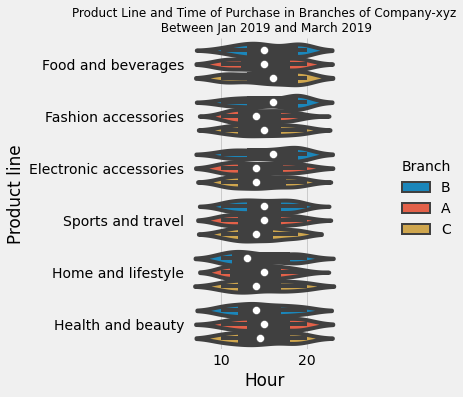 Product Line and Time of Purchase in Branches of Company-xyz
Between Jan 2019 and March 2019
Product line
Food and beverages
Fashion accessories
Electronic accessories
Sports and travel
Home and lifestyle
Health and beauty
10 20
Hour
Branch
B
A
C